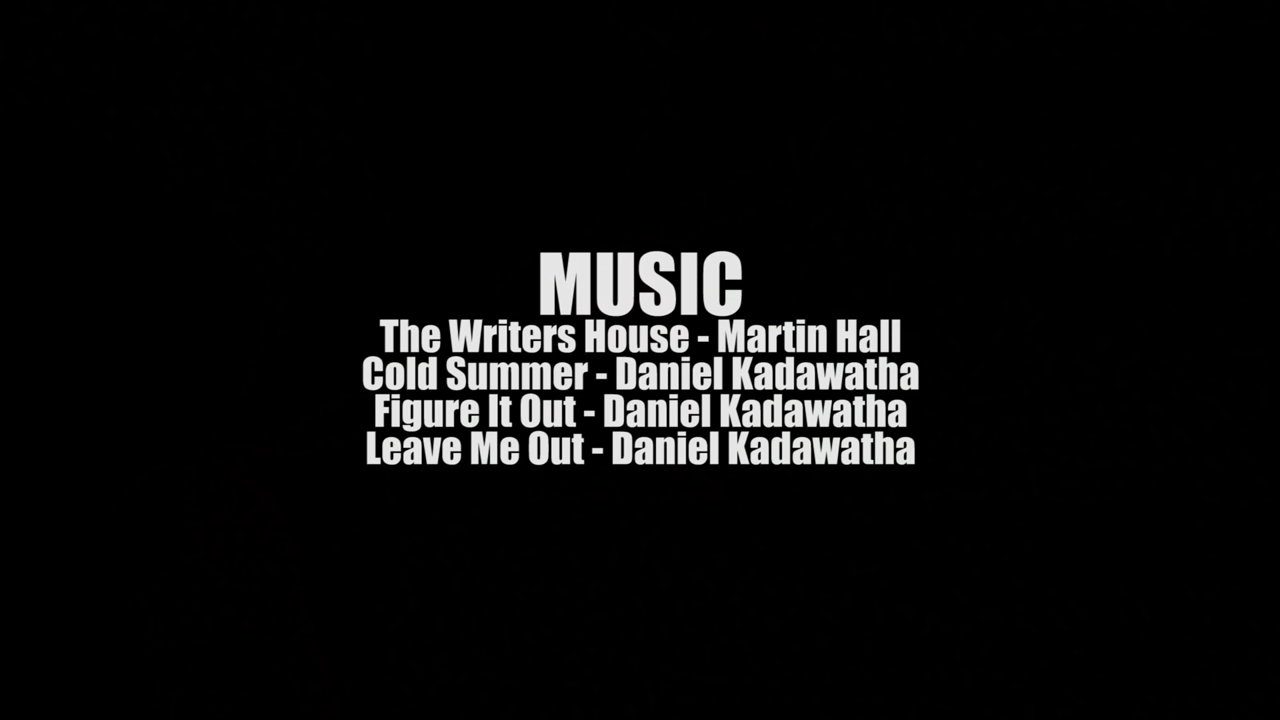 MUSIC
The Writers House - Martin Hall
Cold Summer - Daniel Kadawatha
Figure It Out - Daniel Kadawatha
Leave Me Out - Daniel Kadawatha